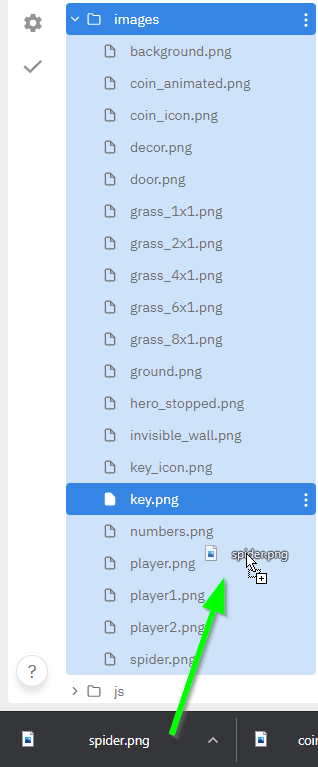 images
background.png
coin_animated.png
coin_icon.png
decor.png
door.png
grass_1x1.png
grass_2x1.png
grass_4x1.png
grass_6x1.png
grass_8x1.png
ground.png
hero_stopped.png
invisible_wall.png
key_icon.png
key.png
numbers.png
spider.png
player.png
player1.png
player2.png
spider.png
?
js
spider.png
coin